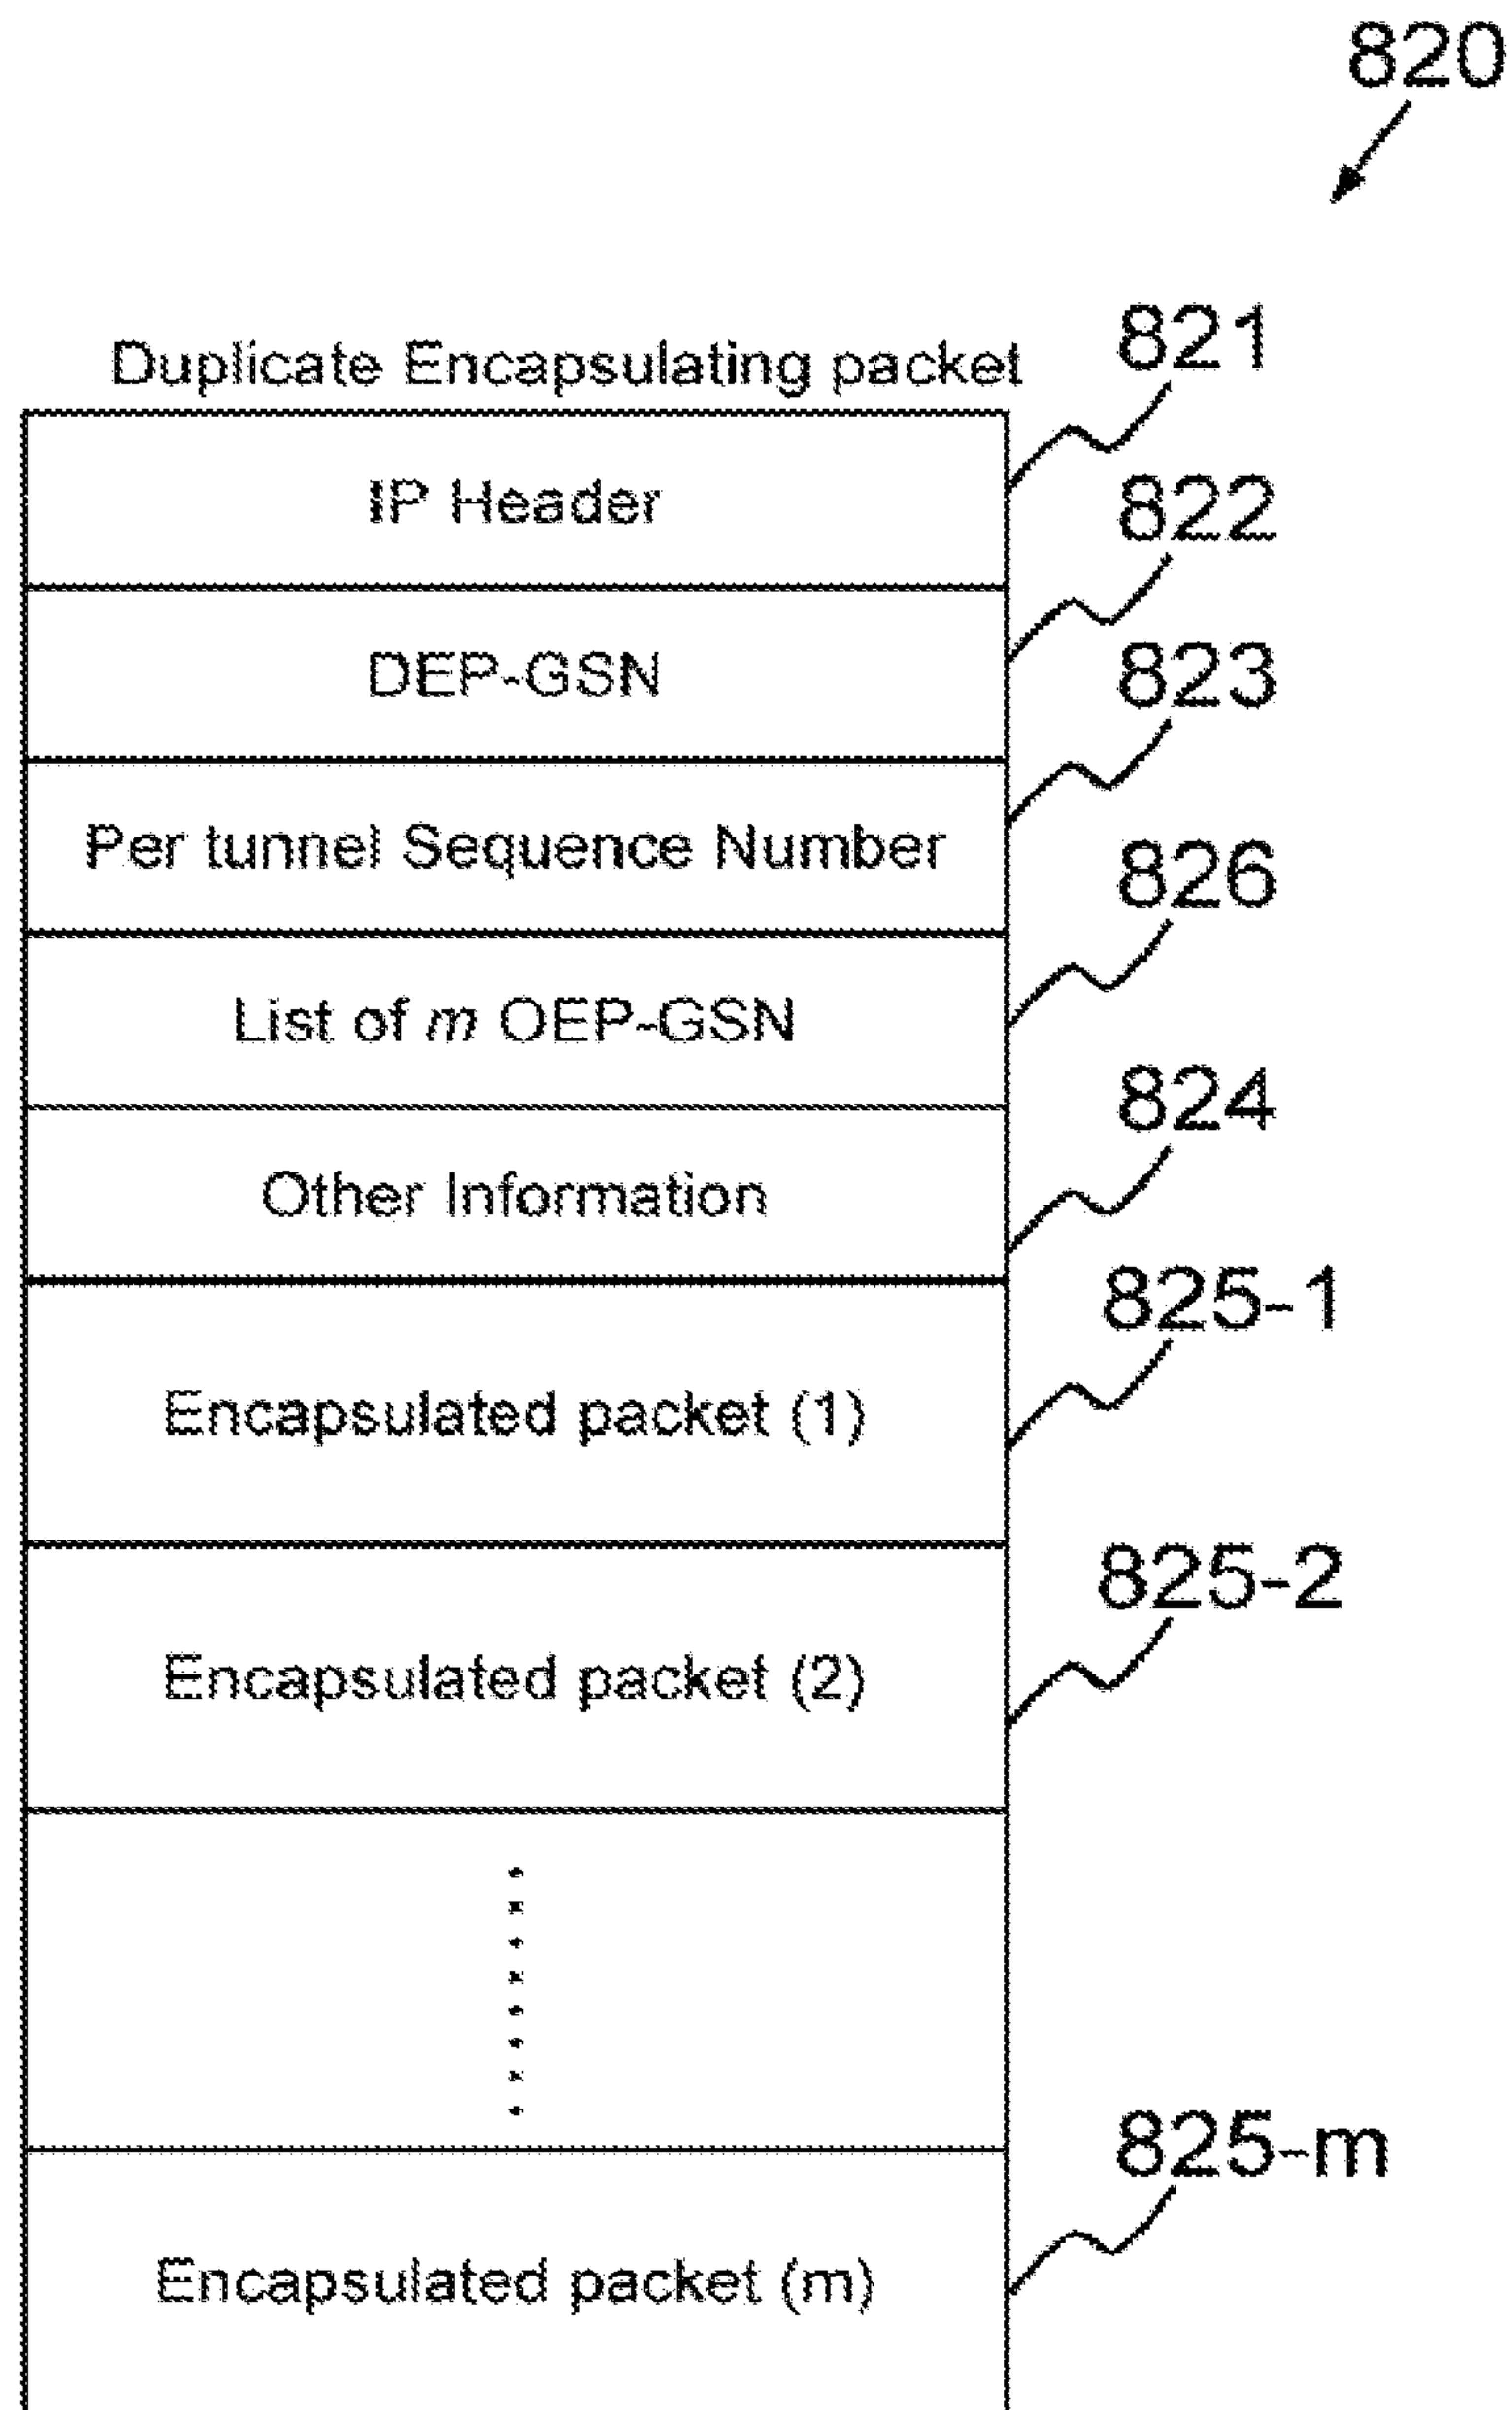 820
Duplicate Encapsulating packet
821
IP Header
822
DEP-GSN
823
Per tunnel Sequence Number
826
List of m OEP-GSN
824
Other Information
825-1
Encapsulated packet (1)
825-2
Encapsulated packet (2)
825-m
Encapsulated packet (m)